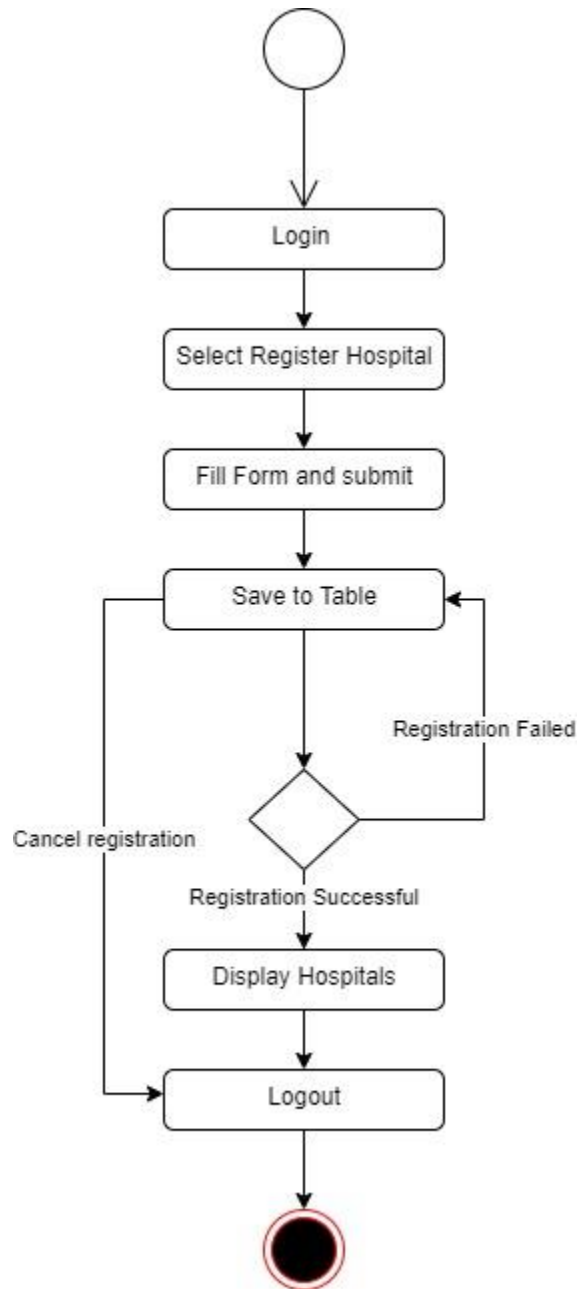 Login
Select Register Hospital
Fill Form and submit
Save to Table
Registration Failed
Cancel registration
Registration Successful
Display Hospitals
Logout